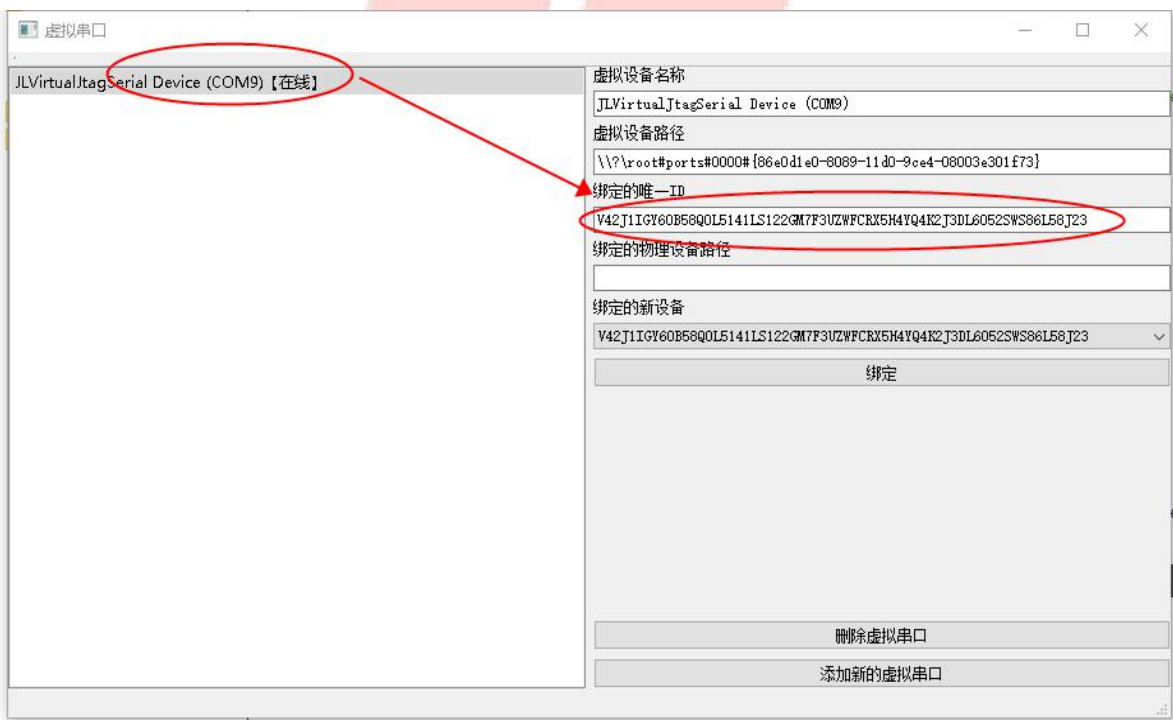 虚拟串口
JLVirtualJtagSerial Device (COM9)【在线】
虚拟设备名称
JLVirtualJtagSerial Device (COM9)
虚拟设备路径
\\?\root#ports#0000#{86e0d1e0-8089-11d0-9ce4-08003e301f73}
绑定的唯一ID
V42J1IGY60B58Q0L5141LS122GM7F3UZWFCRX5H4YQ4K2J3DL6052SWS86L58J23
绑定的物理设备路径
绑定的新设备
V42J1IGY60B58Q0L5141LS122GM7F3UZWFCRX5H4YQ4K2J3DL6052SWS86L58J23
绑定
删除虚拟串口
添加新的虚拟串口